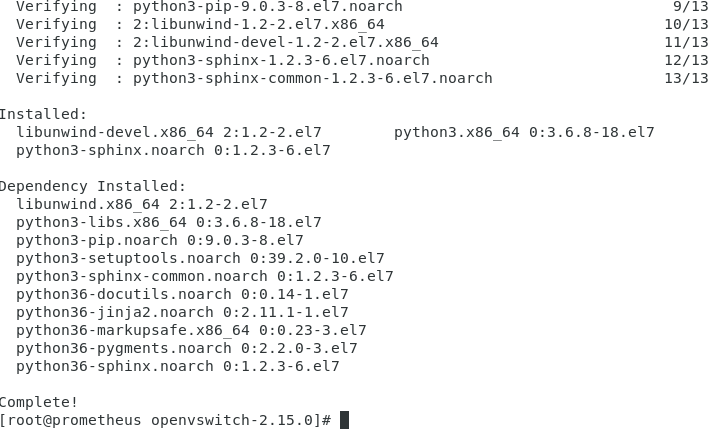 Verifying  : python3-pip-9.0.3-8.el7.noarch                              9/13
Verifying  : 2:libunwind-1.2-2.el7.x86_64                               10/13
Verifying  : 2:libunwind-devel-1.2-2.el7.x86_64                         11/13
Verifying  : python3-sphinx-1.2.3-6.el7.noarch                          12/13
Verifying  : python3-sphinx-common-1.2.3-6.el7.noarch                   13/13

Installed:
  libunwind-devel.x86_64 2:1.2-2.el7        python3.x86_64 0:3.6.8-18.el7
  python3-sphinx.noarch 0:1.2.3-6.el7

Dependency Installed:
  libunwind.x86_64 2:1.2-2.el7
  python3-libs.x86_64 0:3.6.8-18.el7
  python3-pip.noarch 0:9.0.3-8.el7
  python3-setuptools.noarch 0:39.2.0-10.el7
  python3-sphinx-common.noarch 0:1.2.3-6.el7
  python36-docutils.noarch 0:0.14-1.el7
  python36-jinja2.noarch 0:2.11.1-1.el7
  python36-markupsafe.x86_64 0:0.23-3.el7
  python36-pygments.noarch 0:2.2.0-3.el7
  python36-sphinx.noarch 0:1.2.3-6.el7

Complete!
[root@prometheus openvswitch-2.15.0]#